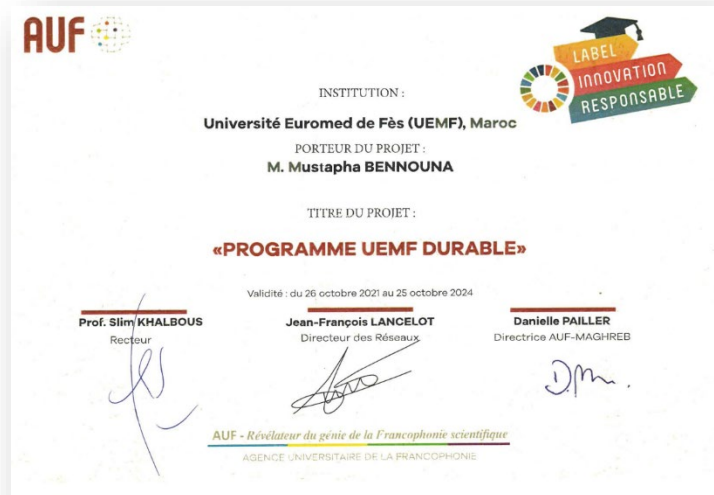 AUF
LABEL
INNOVATION
RESPONSABLE
INSTITUTION :
Université Euromed de Fès (UEMF), Maroc
PORTEUR DU PROJET :
M. Mustapha BENNOUNA
TITRE DU PROJET :
«PROGRAMME UEMF DURABLE»
Validité : du 26 octobre 2021 au 25 octobre 2024
Prof. Slim KHALBOUS
Recteur
Jean-François LANCELOT
Directeur des Réseaux
Danielle PAILLER
Directrice AUF-MAGHREB
AUF - Révélateur du génie de la Francophonie scientifique
AGENCE UNIVERSITAIRE DE LA FRANCOPHONIE